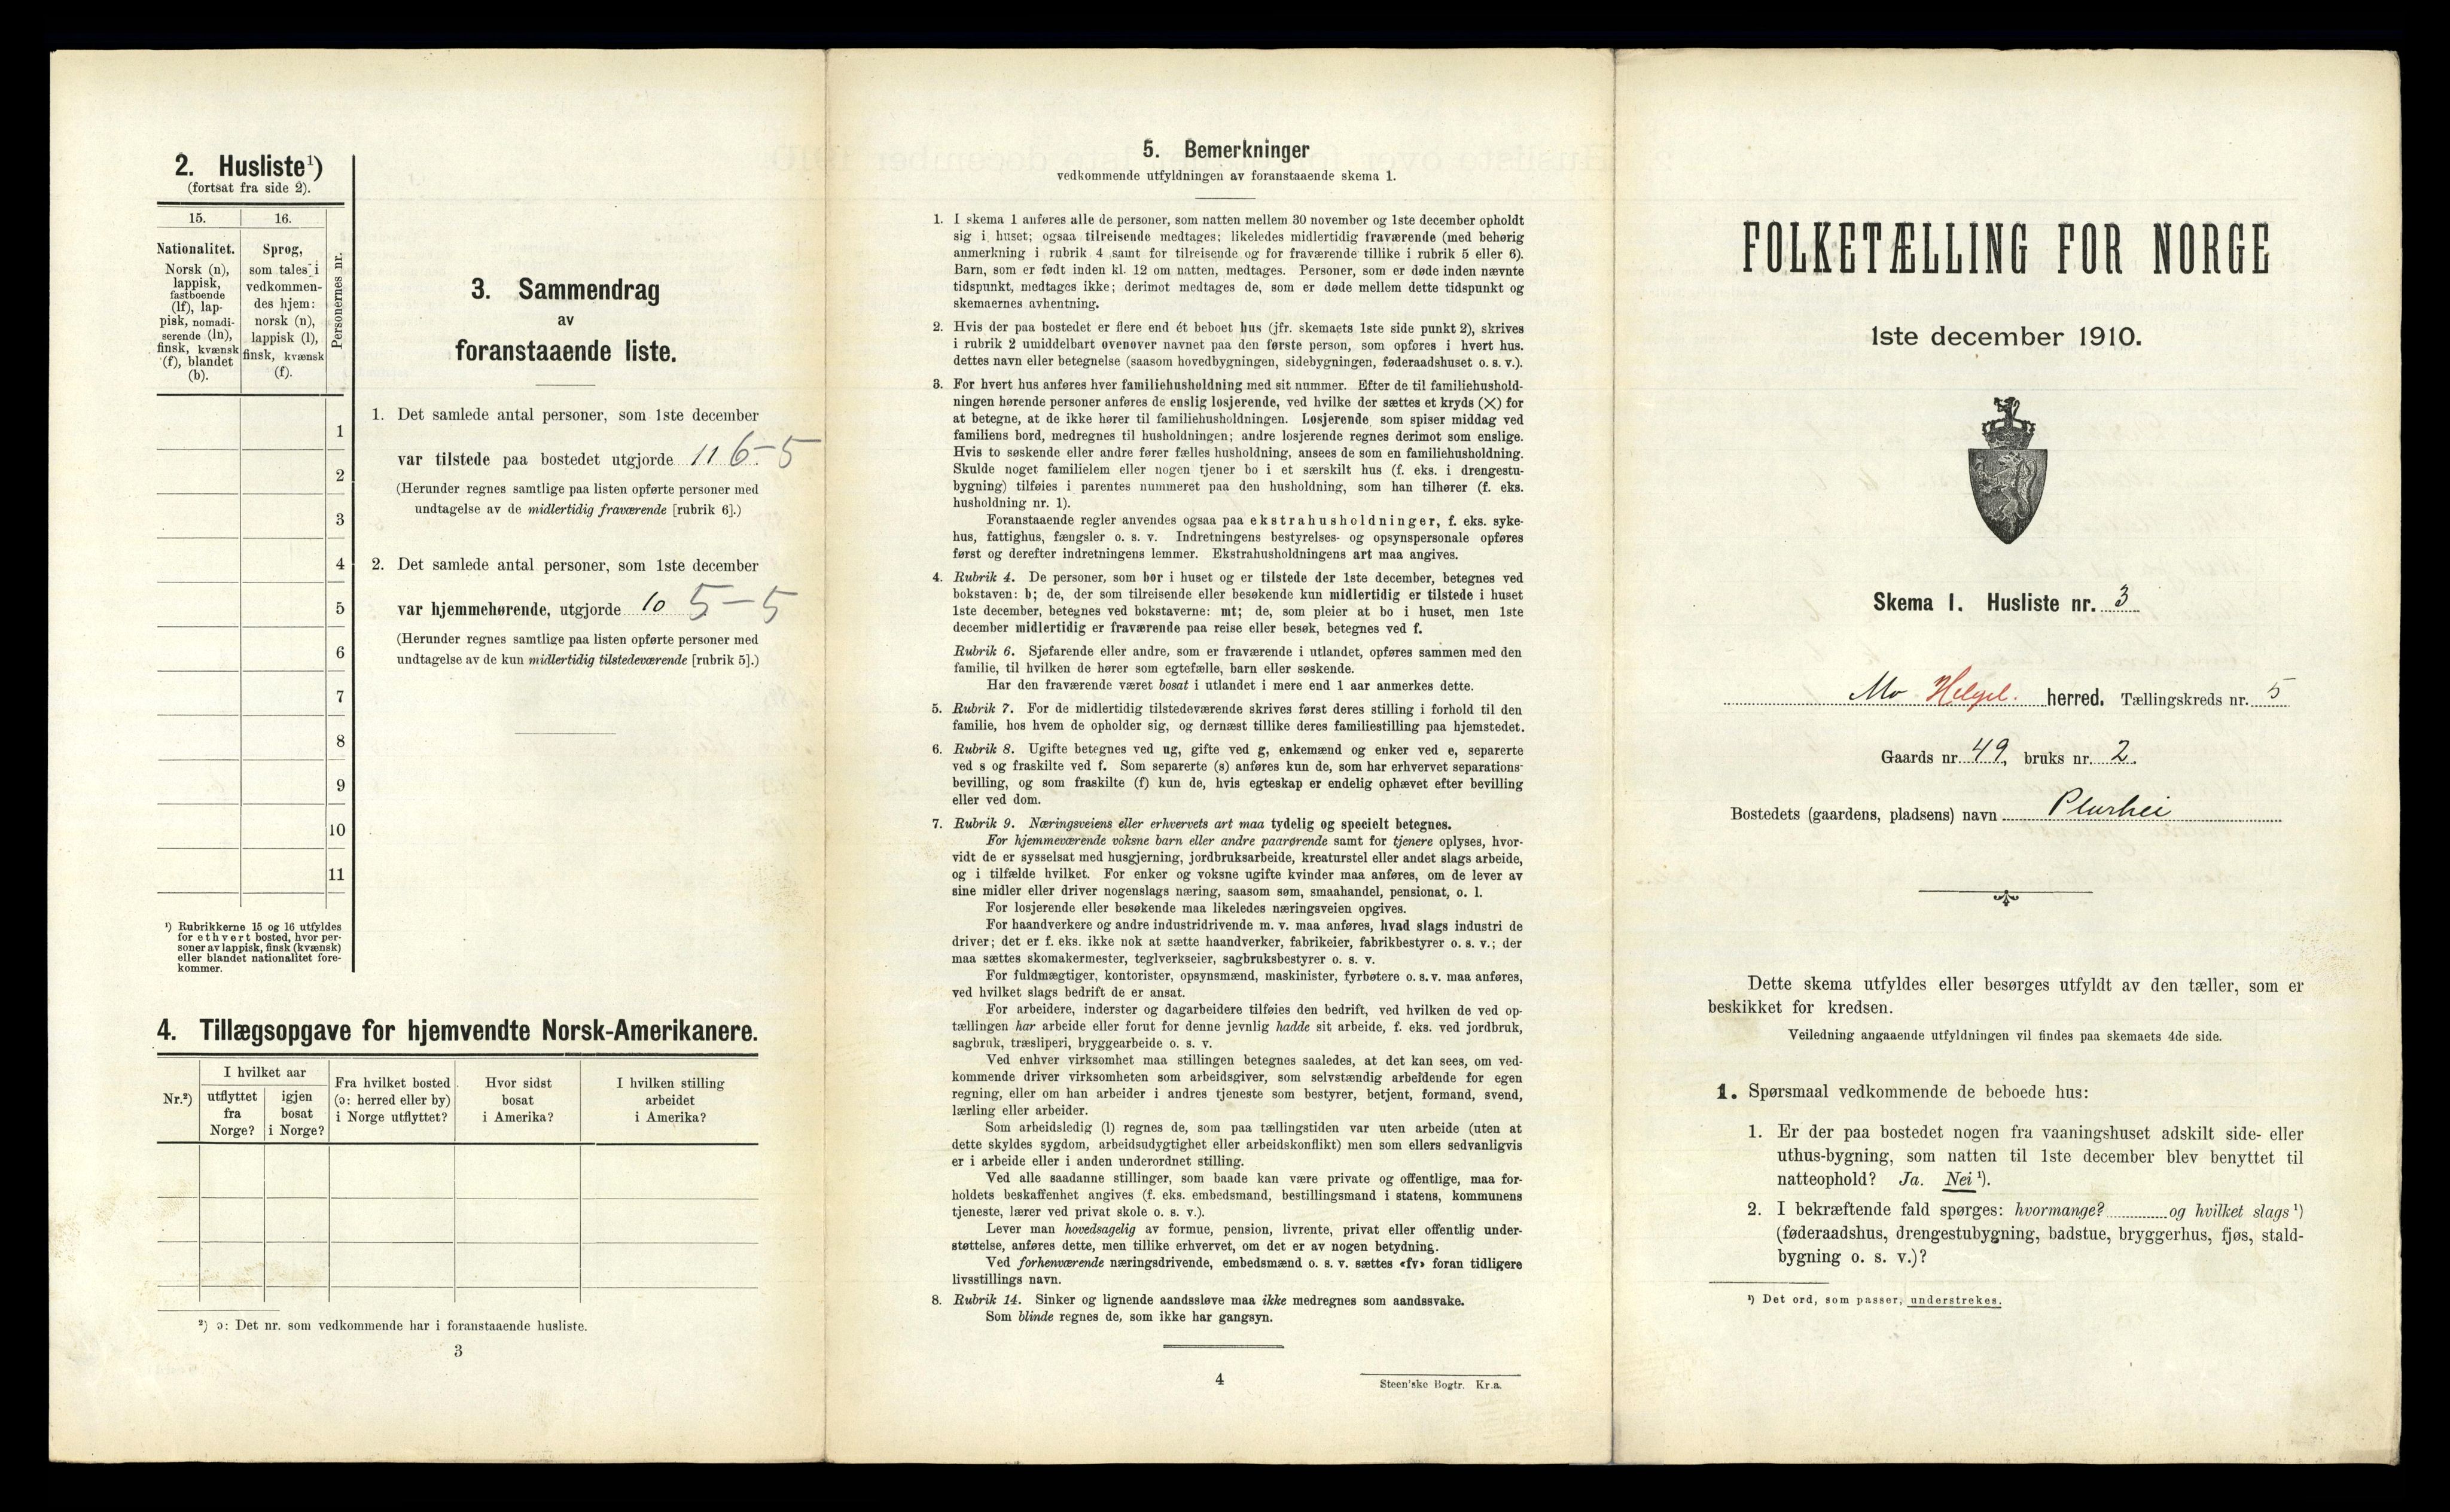 2. Husliste¹)
(fortsat fra side 2).
15.
16.
Personernes nr.
Nationalitet.
Norsk (n),
lappisk,
fastboende
(lf), lap-
pisk, nomadi-
serende (ln),
finsk, kvænsk
(f), blandet
(b).
Sprog,
som tales i
vedkommen-
des hjem:
norsk (n),
lappisk (l),
finsk, kvænsk
(f).
1
2
3
4
5
6
7
8
9
10
11
¹) Rubrikkerne 15 og 16 utfyldes
for ethvert bosted, hvor per-
soner av lappisk, finsk (kvænsk)
eller blandet nationalitet fore-
kommer.
3. Sammendrag
av
foranstaaende liste.
1. Det samlede antal personer, som 1ste december
var tilstede paa bostedet utgjorde 11 6-5
(Herunder regnes samtlige paa listen opførte personer med
undtagelse av de midlertidig fraværende [rubrik 6].)
2. Det samlede antal personer, som 1ste december
var hjemmehørende, utgjorde 10 5-5
(Herunder regnes samtlige paa listen opførte personer med
undtagelse av de kun midlertidig tilstedeværende [rubrik 5].)
4. Tillægsopgave for hjemvendte Norsk-Amerikanere.
Nr.²)
I hvilket aar
utflyttet
fra
Norge?
igjen
bosat
i Norge?
Fra hvilket bosted
(ɔ: herred eller by)
i Norge utflyttet?
Hvor sidst
bosat
i Amerika?
I hvilken stilling
arbeidet
i Amerika?
²) ɔ: Det nr. som vedkommende har i foranstaaende husliste.
3
5. Bemerkninger
vedkommende utfyldningen av foranstaaende skema 1.
1. I skema 1 anføres alle de personer, som natten mellem 30 november og 1ste december opholdt
sig i huset; ogsaa tilreisende medtages; likeledes midlertidig fraværende (med behørig
anmerkning i rubrik 4 samt for tilreisende og for fraværende tillike i rubrik 5 eller 6).
Barn, som er født inden kl. 12 om natten, medtages. Personer, som er døde inden nævnte
tidspunkt, medtages ikke; derimot medtages de, som er døde mellem dette tidspunkt og
skemaernes avhentning.
2. Hvis der paa bostedet er flere end ét beboet hus (jfr. skemaets 1ste side punkt 2), skrives
i rubrik 2 umiddelbart ovenover navnet paa den første person, som opføres i hvert hus.
dettes navn eller betegnelse (saasom hovedbygningen, sidebygningen, føderaadshuset o. s. v.).
3. For hvert hus anføres hver familiehusholdning med sit nummer. Efter de til familiehushold-
ningen hørende personer anføres de enslig losjerende, ved hvilke der sættes et kryds (×) for
at betegne, at de ikke hører til familiehusholdningen. Losjerende som spiser middag ved
familiens bord, medregnes til husholdningen; andre losjerende regnes derimot som enslige.
Hvis to søskende eller andre fører fælles husholdning, ansees de som en familiehusholdning.
Skulde noget familielem eller nogen tjener bo i et særskilt hus (f. eks. i drengestu-
bygning) tilføies i parentes nummeret paa den husholdning, som han tilhører (f. eks.
husholdning nr. 1).
Foranstaaende regler anvendes ogsaa paa ekstrahusholdninger, f. eks. syke-
hus, fattighus, fængsler o. s. v. Indretningens bestyrelses- og opsynspersonale opføres
først og derefter indretningens lemmer. Ekstrahusholdningens art maa angives.
4. Rubrik 4. De personer, som bor i huset og er tilstede der 1ste december, betegnes ved
bokstaven: b; de, der som tilreisende eller besøkende kun midlertidig er tilstede i huset
1ste december, betegnes ved bokstaverne: mt; de, som pleier at bo i huset, men 1ste
december midlertidig er fraværende paa reise eller besøk, betegnes ved f.
Rubrik 6. Sjøfarende eller andre, som er fraværende i utlandet, opføres sammen med den
familie, til hvilken de hører som egtefælle, barn eller søskende.
Har den fraværende været bosat i utlandet i mere end 1 aar anmerkes dette.
5. Rubrik 7. For de midlertidig tilstedeværende skrives først deres stilling i forhold til den
familie, hos hvem de opholder sig, og dernæst tillike deres familiestilling paa hjemstedet.
6. Rubrik 8. Ugifte betegnes ved ug, gifte ved g, enkemænd og enker ved e, separerte
ved s og fraskilte ved f. Som separerte (s) anføres kun de, som har erhvervet separations-
bevilling, og som fraskilte (f) kun de, hvis egteskap er endelig ophævet efter bevilling
eller ved dom.
7. Rubrik 9. Næringsveiens eller erhvervets art maa tydelig og specielt betegnes.
For hjemmeværende voksne barn eller andre paarørende samt for tjenere oplyses, hvor-
vidt de er sysselsat med husgjerning, jordbruksarbeide, kreaturstel eller andet slags arbeide,
og i tilfælde hvilket. For enker og voksne ugifte kvinder maa anføres, om de lever av
sine midler eller driver nogenslags næring, saasom søm, smaahandel, pensionat, o. l.
For losjerende eller besøkende maa likeledes næringsveien opgives.
For haandverkere og andre industridrivende m. v. maa anføres, hvad slags industri de
driver; det er f. eks. ikke nok at sætte haandverker, fabrikeier, fabrikbestyrer o. s. v.; der
maa sættes skomakermester, teglverkseier, sagbruksbestyrer o. s. v.
For fuldmægtiger, kontorister, opsynsmænd, maskinister, fyrbøtere o. s. v. maa anføres,
ved hvilket slags bedrift de er ansat.
For arbeidere, inderster og dagarbeidere tilføies den bedrift, ved hvilken de ved op-
tællingen har arbeide eller forut for denne jevnlig hadde sit arbeide, f. eks. ved jordbruk,
sagbruk, træsliperi, bryggearbeide o. s. v.
Ved enhver virksomhet maa stillingen betegnes saaledes, at det kan sees, om ved-
kommende driver virksomheten som arbeidsgiver, som selvstændig arbeidende for egen
regning, eller om han arbeider i andres tjeneste som bestyrer, betjent, formand, svend,
lærling eller arbeider.
Som arbeidsledig (l) regnes de, som paa tællingstiden var uten arbeide (uten at
dette skyldes sygdom, arbeidsudygtighet eller arbeidskonflikt) men som ellers sedvanligvis
er i arbeide eller i anden underordnet stilling.
Ved alle saadanne stillinger, som baade kan være private og offentlige, maa for-
holdets beskaffenhet angives (f. eks. embedsmand, bestillingsmand i statens, kommunens
tjeneste, lærer ved privat skole o. s. v.).
Lever man hovedsagelig av formue, pension, livrente, privat eller offentlig under-
støttelse, anføres dette, men tillike erhvervet, om det er av nogen betydning.
Ved forhenværende næringsdrivende, embedsmænd o. s. v. sættes «fv» foran tidligere
livsstillings navn.
8. Rubrik 14. Sinker og lignende aandssløve maa ikke medregnes som aandssvake.
Som blinde regnes de, som ikke har gangsyn.
4
Steen'ske Bogtr. Kr.a.
FOLKETÆLLING FOR NORGE
1ste december 1910.
Skema 1. Husliste nr. 3
Mo Helgel. herred. Tællingskreds nr. 5
Gaards nr. 49, bruks nr. 2.
Bostedets (gaardens, pladsens) navn Plurhei
Dette skema utfyldes eller besørges utfyldt av den tæller, som er
beskikket for kredsen.
Veiledning angaaende utfyldningen vil findes paa skemaets 4de side.
1. Spørsmaal vedkommende de beboede hus:
1. Er der paa bostedet nogen fra vaaningshuset adskilt side- eller
uthus-bygning, som natten til 1ste december blev benyttet til
natteophold? Ja. Nei ¹).
2. I bekræftende fald spørges: hvormange? og hvilket slags ¹)
(føderaadshus, drengestubygning, badstue, bryggerhus, fjøs, stald-
bygning o. s. v.)?
¹) Det ord, som passer, understrekes.